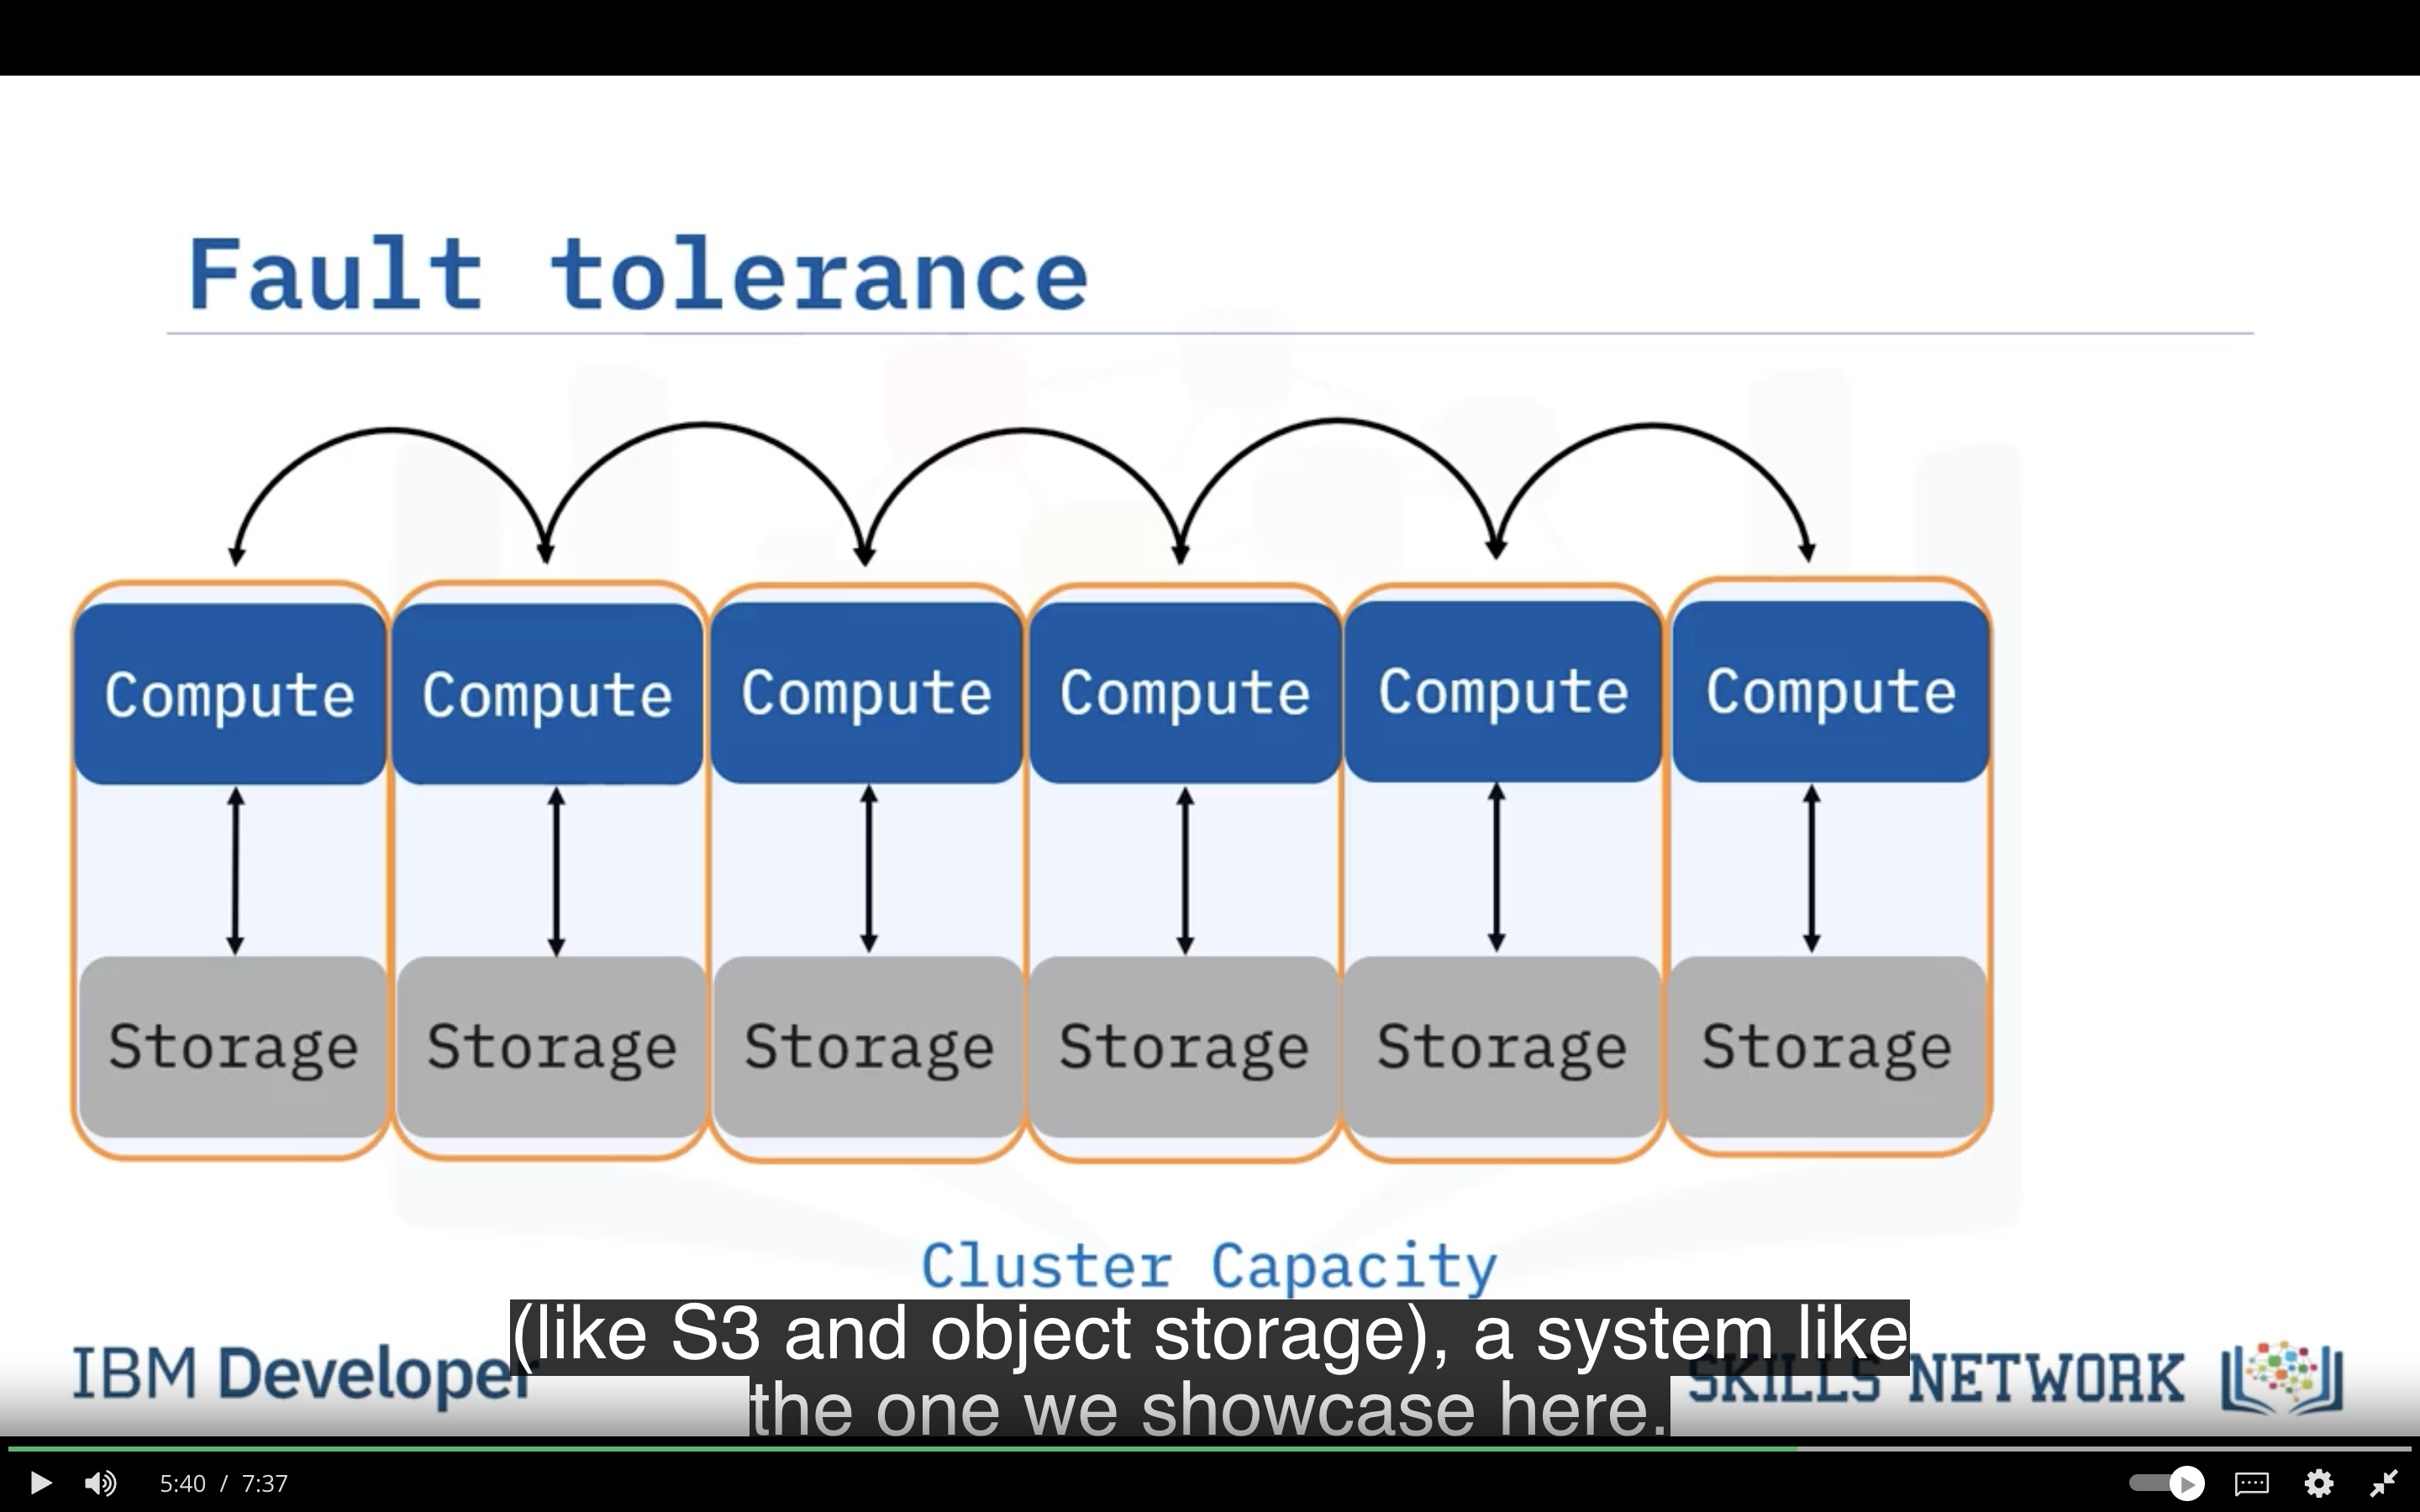 Fault tolerance
Compute Compute Compute Compute Compute Compute
Storage Storage Storage Storage Storage Storage
Cluster Capacity
(like S3 and object storage), a system like
the one we showcase here.
IBM Developer
SKILLS NETWORK
5:40 / 7:37